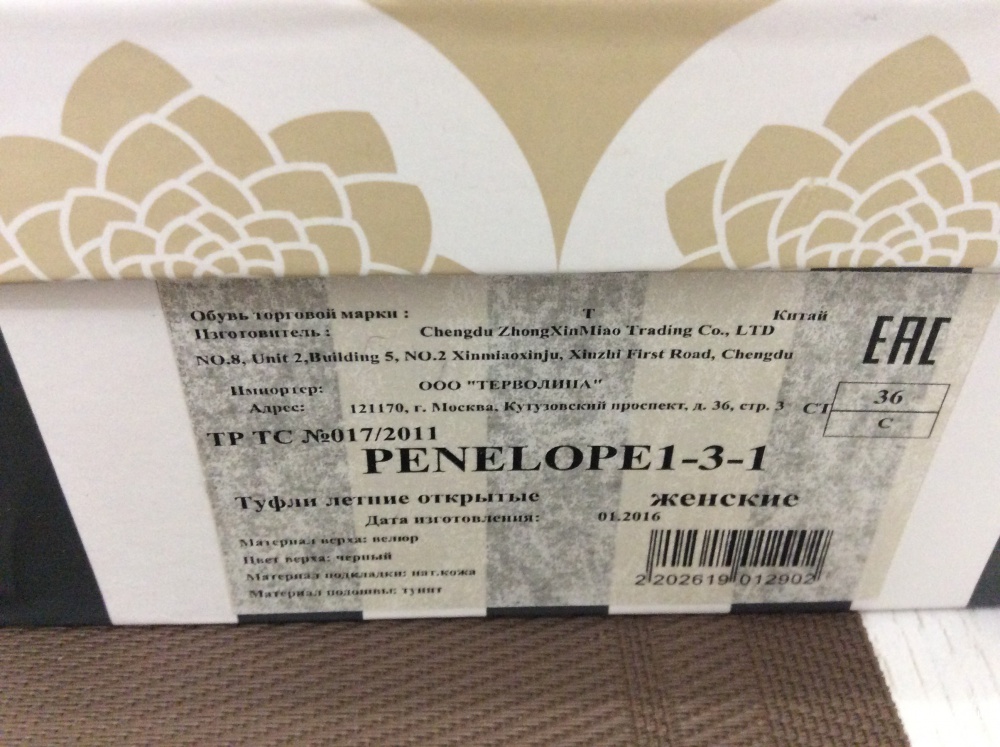 Обувь торговой марки : Т Китай
Изготовитель : Chengdu ZhongXinMiao Trading Co., LTD
NO.8, Unit 2,Building 5, NO.2 Xinmiaoxinju, Xinzhi First Road, Chengdu
EAC
Импортер: ООО "ТЕРВОЛИНА"
Адрес: 121170, г. Москва, Кутузовский проспект, д. 36, стр. 3 СТ
36
С
ТР ТС №017/2011
PENELOPE1-3-1
Туфли летние открытые женские
Дата изготовления: 01.2016
Материал верха: велюр
Цвет верха: черный
Материал подкладки: нат.кожа
Материал подошвы: тунит
2202619012902